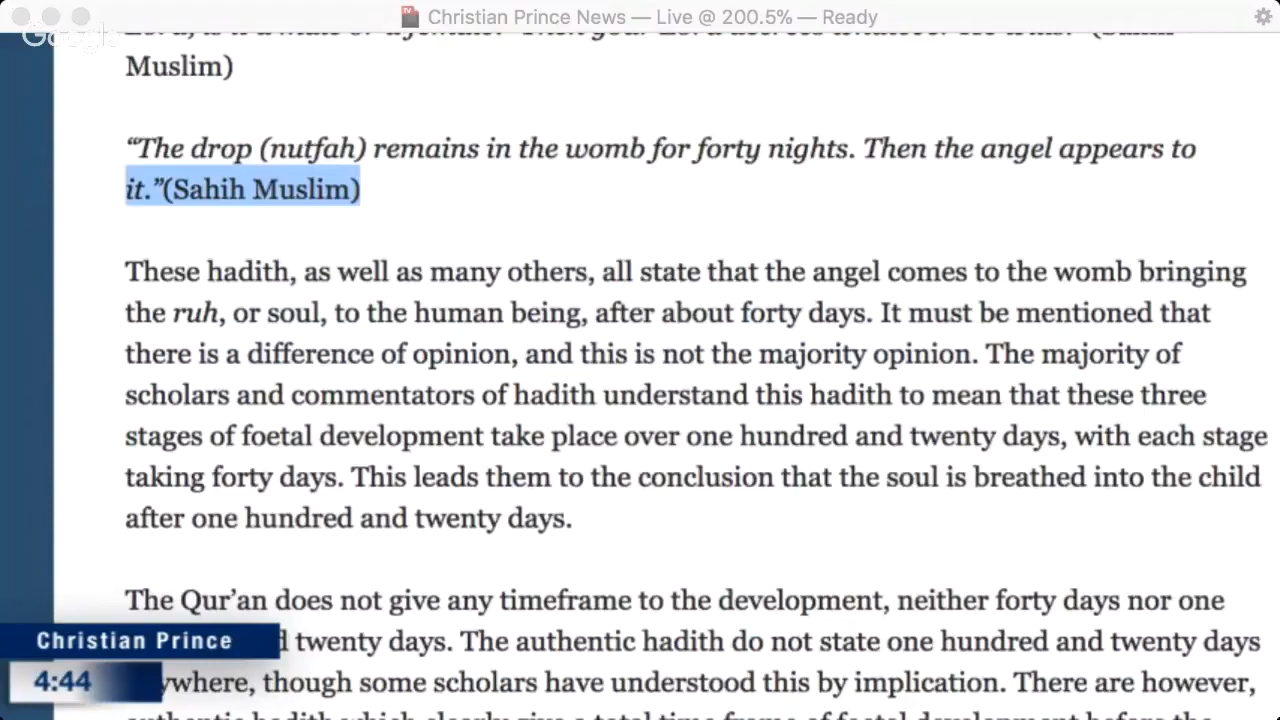 Christian Prince News — Live @ 200.5% — Ready
Google
Muslim)
“The drop (nutfah) remains in the womb for forty nights. Then the angel appears to
it.”(Sahih Muslim)
These hadith, as well as many others, all state that the angel comes to the womb bringing
the ruh, or soul, to the human being, after about forty days. It must be mentioned that
there is a difference of opinion, and this is not the majority opinion. The majority of
scholars and commentators of hadith understand this hadith to mean that these three
stages of foetal development take place over one hundred and twenty days, with each stage
taking forty days. This leads them to the conclusion that the soul is breathed into the child
after one hundred and twenty days.
The Qur’an does not give any timeframe to the development, neither forty days nor one
twenty days. The authentic hadith do not state one hundred and twenty days
ywhere, though some scholars have understood this by implication. There are however,
Christian Prince
4:44